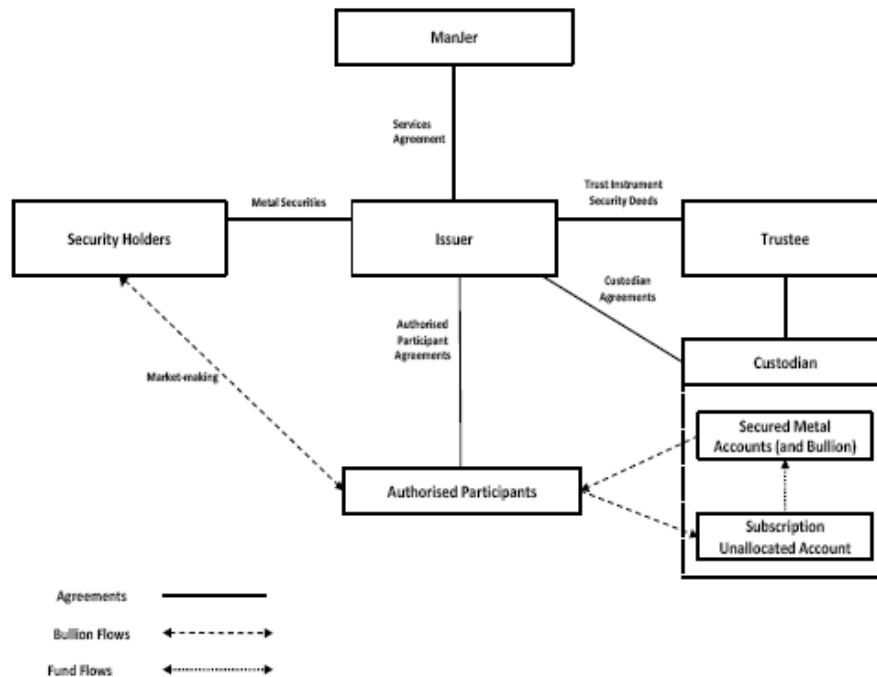 ManJer
Services
Agreement
Trust Instrument
Security Deeds
Metal Securities
Security Holders
Issuer
Trustee
Custodian
Agreements
Authorised
Participant
Agreements
Custodian
Market-making
Secured Metal
Accounts (and Bullion)
Authorised Participants
Subscription
Unallocated Account
Agreements
Bullion Flows
Fund Flows